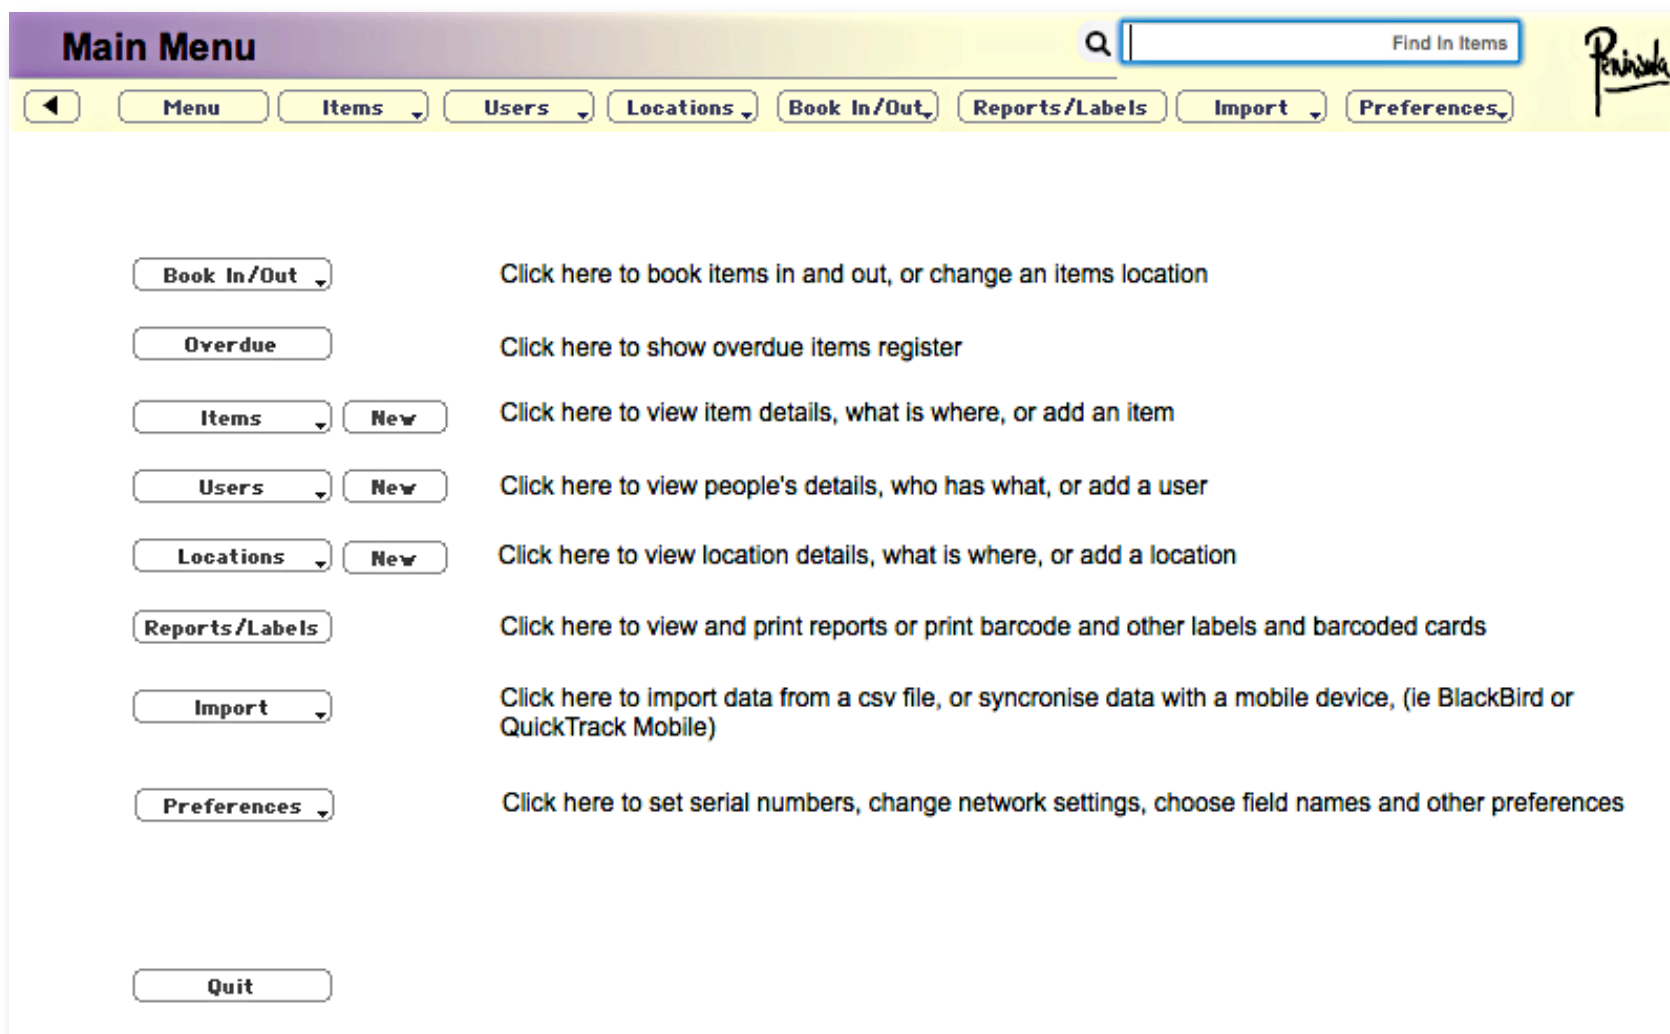 Main Menu
Find In Items
Peninsula
Menu Items Users Locations Book In/Out Reports/Labels Import Preferences
Book In/Out Click here to book items in and out, or change an items location
Overdue Click here to show overdue items register
Items New Click here to view item details, what is where, or add an item
Users New Click here to view people's details, who has what, or add a user
Locations New Click here to view location details, what is where, or add a location
Reports/Labels Click here to view and print reports or print barcode and other labels and barcoded cards
Import Click here to import data from a csv file, or syncronise data with a mobile device, (ie BlackBird or
QuickTrack Mobile)
Preferences Click here to set serial numbers, change network settings, choose field names and other preferences
Quit